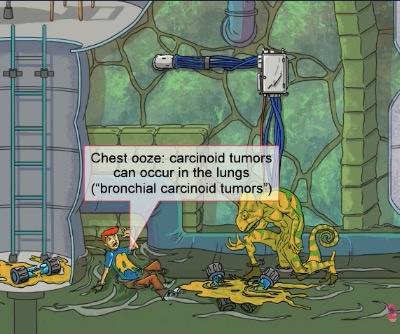 Chest ooze: carcinoid tumors
can occur in the lungs
(“bronchial carcinoid tumors”)